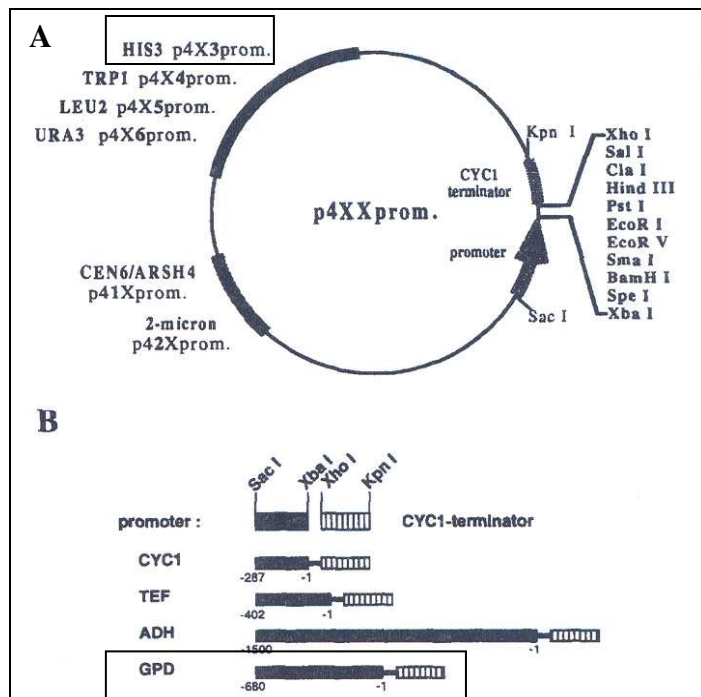 A
HIS3 p4X3prom.
TRP1 p4X4prom.
LEU2 p4X5prom.
URA3 p4X6prom.
Kpn I
CYC1
terminator
p4XXprom.
promoter
Sac I
Xho I
Sal I
Cla I
Hind III
Pst I
EcoR I
EcoR V
Sma I
BamH I
Spe I
Xba I
CEN6/ARSH4
p41Xprom.
2-micron
p42Xprom.
B
Sac I
Xba I
Xho I
Kpn I
promoter :
CYC1-terminator
CYC1
-287 -1
TEF
-402 -1
ADH
-1500 -1
GPD
-680 -1